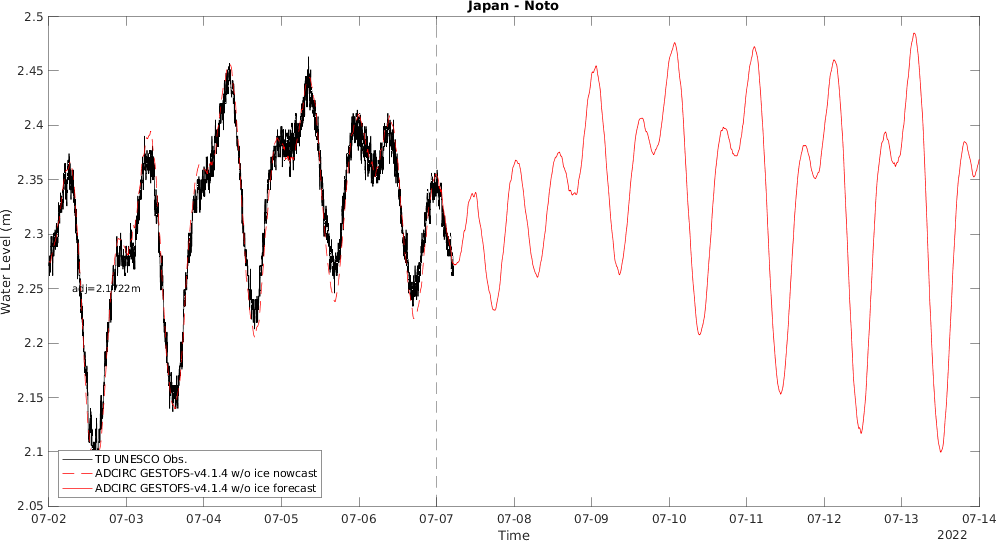 Japan - Noto
2.5
2.45
2.4
2.35
2.3
2.25
2.2
2.15
2.1
2.05
Water Level (m)
adj=2.1722m
TD UNESCO Obs.
ADCIRC GESTOFS-v4.1.4 w/o ice nowcast
ADCIRC GESTOFS-v4.1.4 w/o ice forecast
07-02 07-03 07-04 07-05 07-06 07-07 07-08 07-09 07-10 07-11 07-12 07-13 07-14
Time
2022